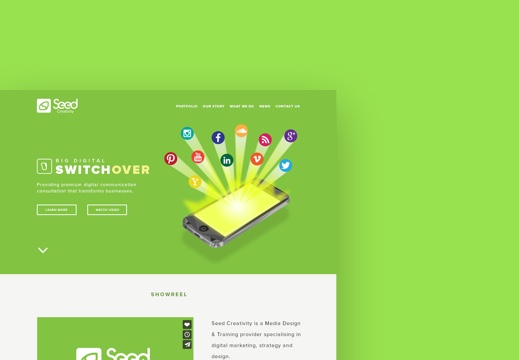 Seed
Creativity
PORTFOLIO OUR STORY WHAT WE DO NEWS CONTACT US
BIG DIGITAL
SWITCHOVER
Providing premium digital communication
consultation that transforms businesses.
LEARN MORE WATCH VIDEO
SHOWREEL
Seed Creativity is a Media Design
& Training provider specialising in
digital marketing, strategy and
design.
Seed